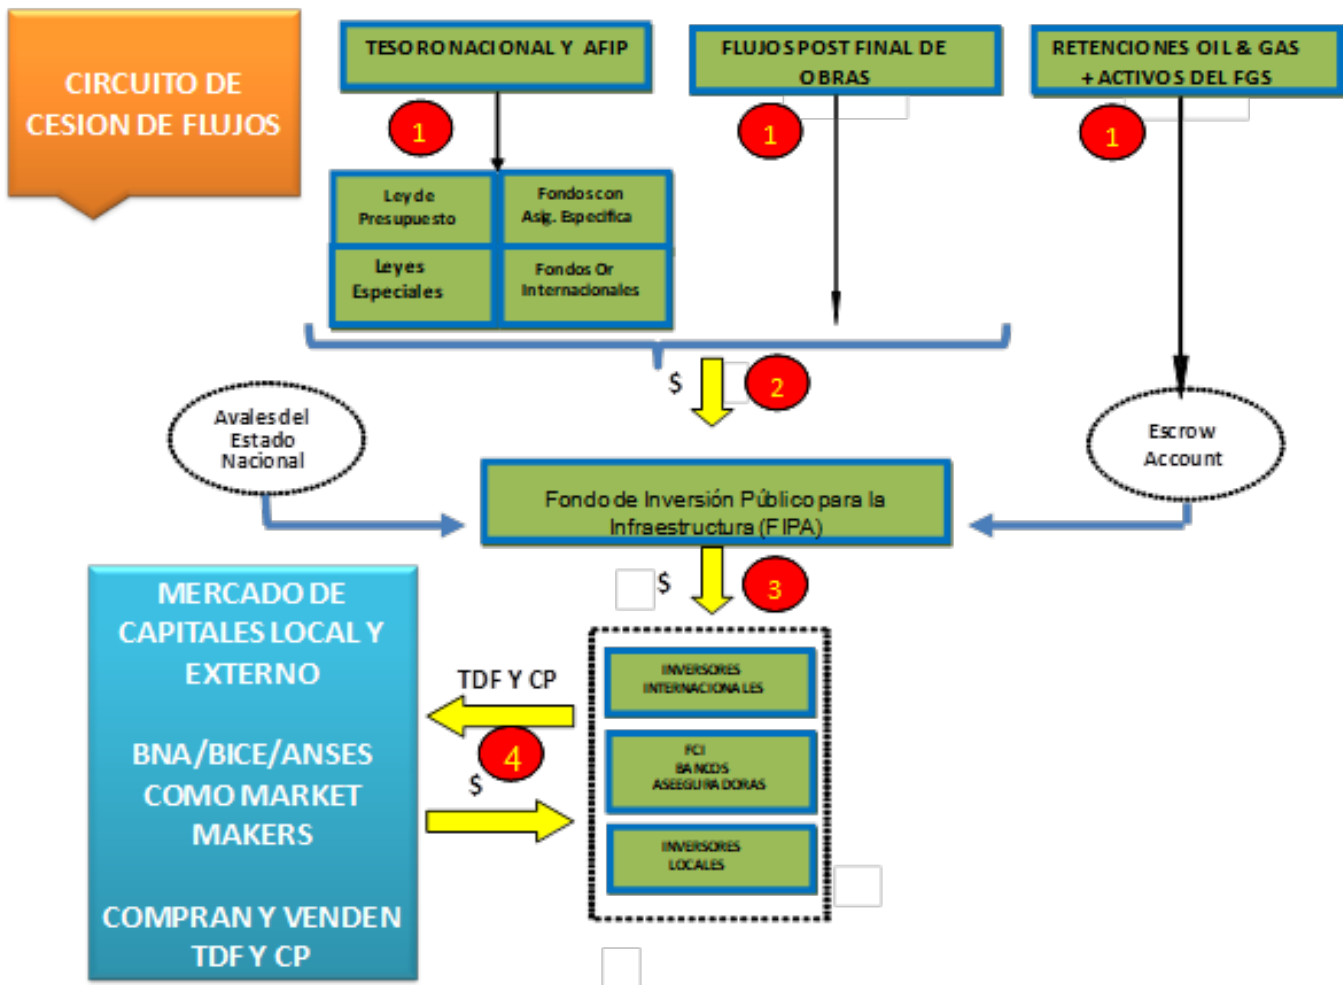 CIRCUITO DE
CESION DE FLUJOS
TESORO NACIONAL Y AFIP
FLUJOS POST FINAL DE
OBRAS
RETENCIONES OIL & GAS
+ ACTIVOS DEL FGS
1
1
1
Ley de
Presupuesto
Fondos con
Asig. Especifica
Leyes
Especiales
Fondos Or
Internacionales
$
2
Avales del
Estado
Nacional
Escrow
Account
Fondo de Inversión Público para la
Infraestructura (FIPA)
$
3
MERCADO DE
CAPITALES LOCAL Y
EXTERNO
BNA/BICE/ANSES
COMO MARKET
MAKERS
COMPRAN Y VENDEN
TDF Y CP
TDF Y CP
4
$
INVERSORES
INTERNACIONALES
FCI
BANCOS
ASEEGURADORAS
INVERSORES
LOCALES